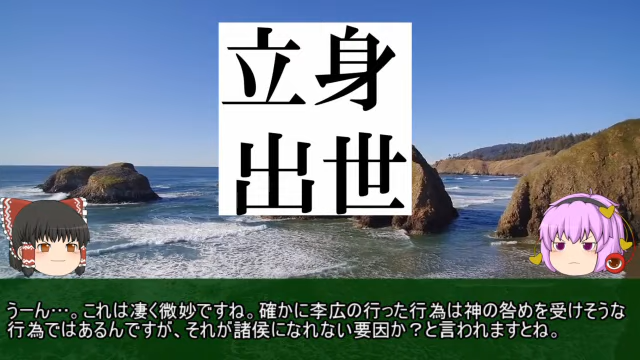 立身
出世
うーん…。これは凄く微妙ですね。確かに李広の行った行為は神の咎めを受けそうな
行為ではあるんですが、それが諸侯になれない要因か？と言われますとね。